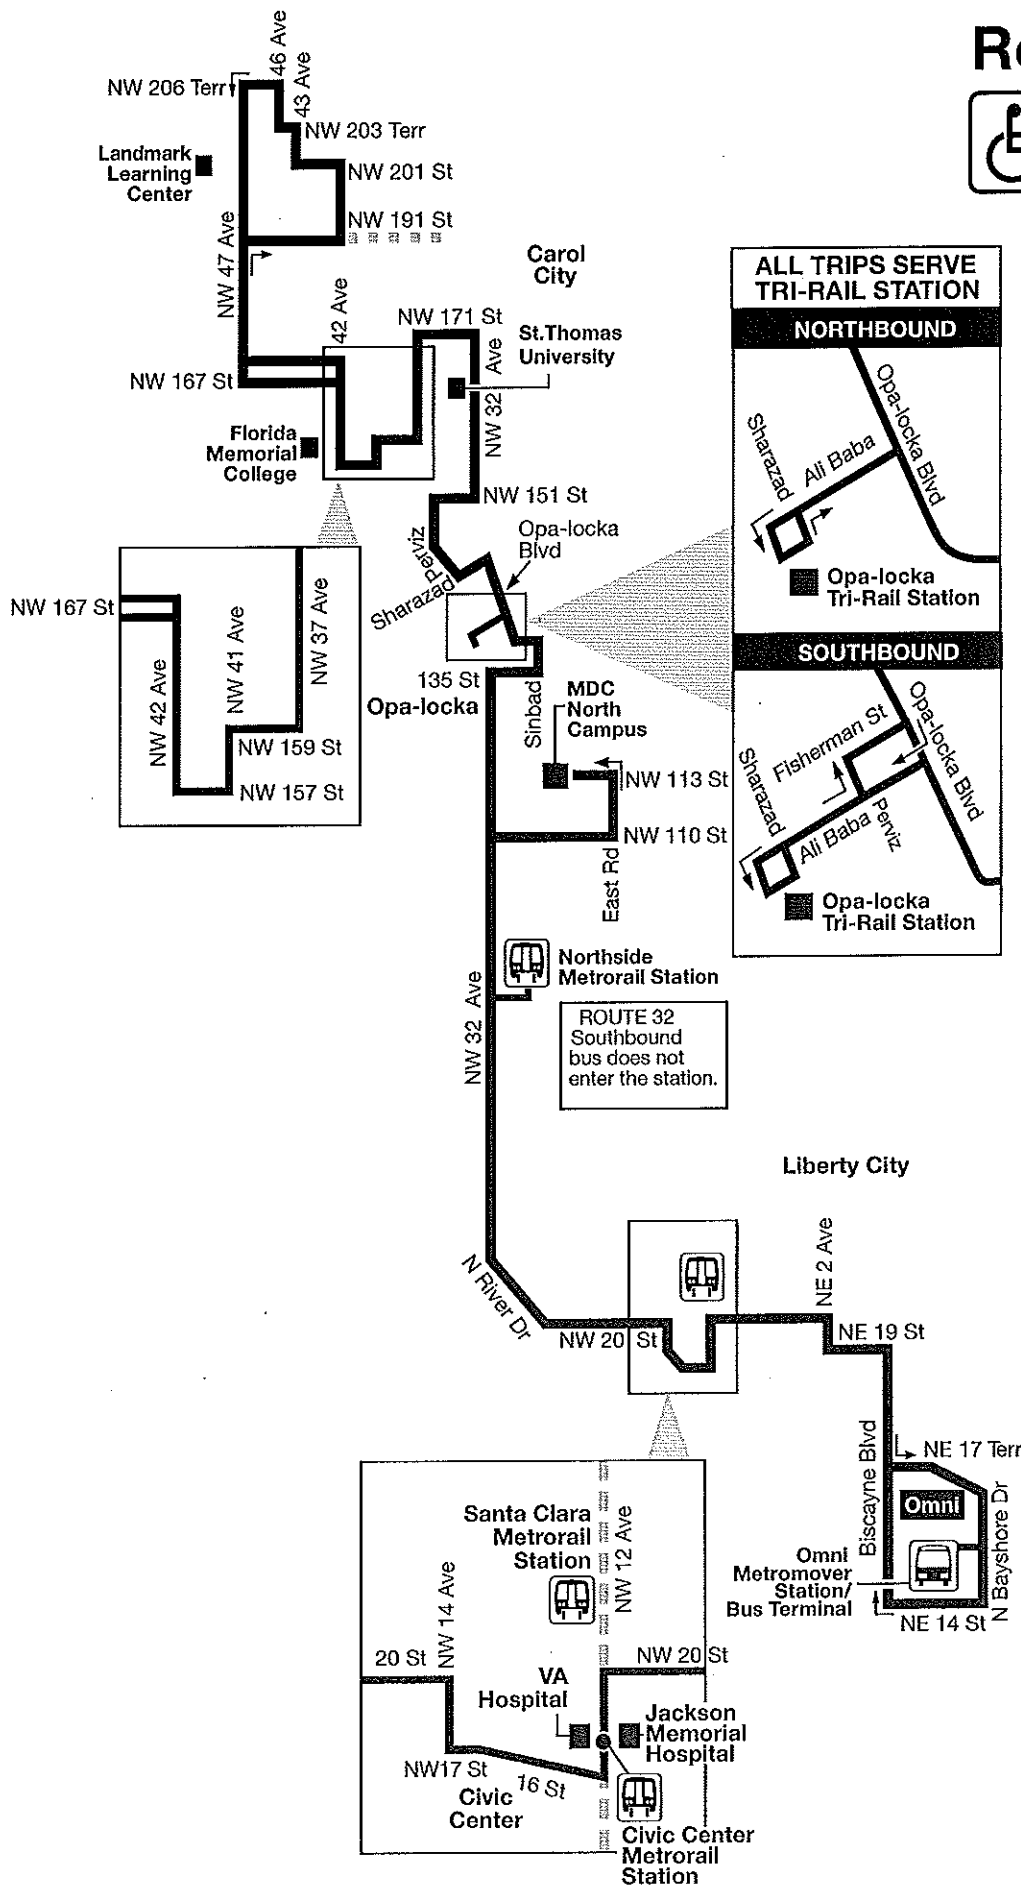 46 Ave
43 Ave
NW 206 Terr
NW 203 Terr
Landmark
Learning
Center
NW 201 St
NW 191 St
NW 47 Ave
Carol
City
42 Ave
NW 171 St
St.Thomas
University
NW 32 Ave
NW 167 St
Florida
Memorial
College
NW 151 St
Opa-locka
Blvd
Perviz
Sharazad
135 St
Opa-locka
Sinbad
MDC
North
Campus
NW 113 St
NW 110 St
East Rd
NW 167 St
NW 42 Ave
NW 41 Ave
NW 37 Ave
NW 159 St
NW 157 St
ALL TRIPS SERVE
TRI-RAIL STATION
NORTHBOUND
Opa-locka Blvd
Sharazad
Ali Baba
Opa-locka
Tri-Rail Station
SOUTHBOUND
Opa-locka Blvd
Fisherman St
Sharazad
Ali Baba
Perviz
Opa-locka
Tri-Rail Station
Northside
Metrorail Station
NW 32 Ave
ROUTE 32
Southbound
bus does not
enter the station.
Liberty City
N River Dr
NW 20 St
NE 2 Ave
NE 19 St
Biscayne Blvd
NE 17 Terr
Omni
N Bayshore Dr
Omni
Metromover
Station/
Bus Terminal
NE 14 St
Santa Clara
Metrorail
Station
NW 12 Ave
NW 14 Ave
20 St
NW 20 St
VA
Hospital
Jackson
Memorial
Hospital
NW17 St
16 St
Civic
Center
Civic Center
Metrorail
Station